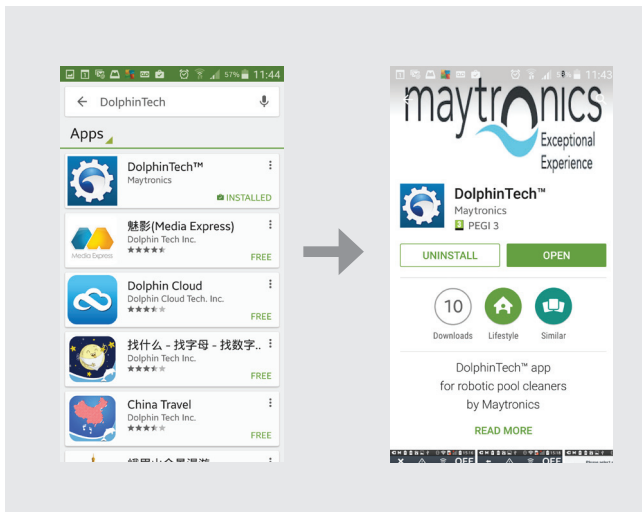 57% 11:44
DolphinTech
Apps
DolphinTech™
Maytronics
INSTALLED
魅影(Media Express)
Dolphin Tech Inc.
Media Express
FREE
Dolphin Cloud
Dolphin Cloud Tech. Inc.
FREE
找什么 – 找字母 – 找数字..
Dolphin Tech Inc.
FREE
China Travel
Dolphin Tech Inc.
FREE
11:43
maytronics
Exceptional
Experience
DolphinTech™
Maytronics
3 PEGI 3
UNINSTALL
OPEN
10
Downloads
Lifestyle
Similar
DolphinTech™ app
for robotic pool cleaners
by Maytronics
READ MORE
OFF
OFF